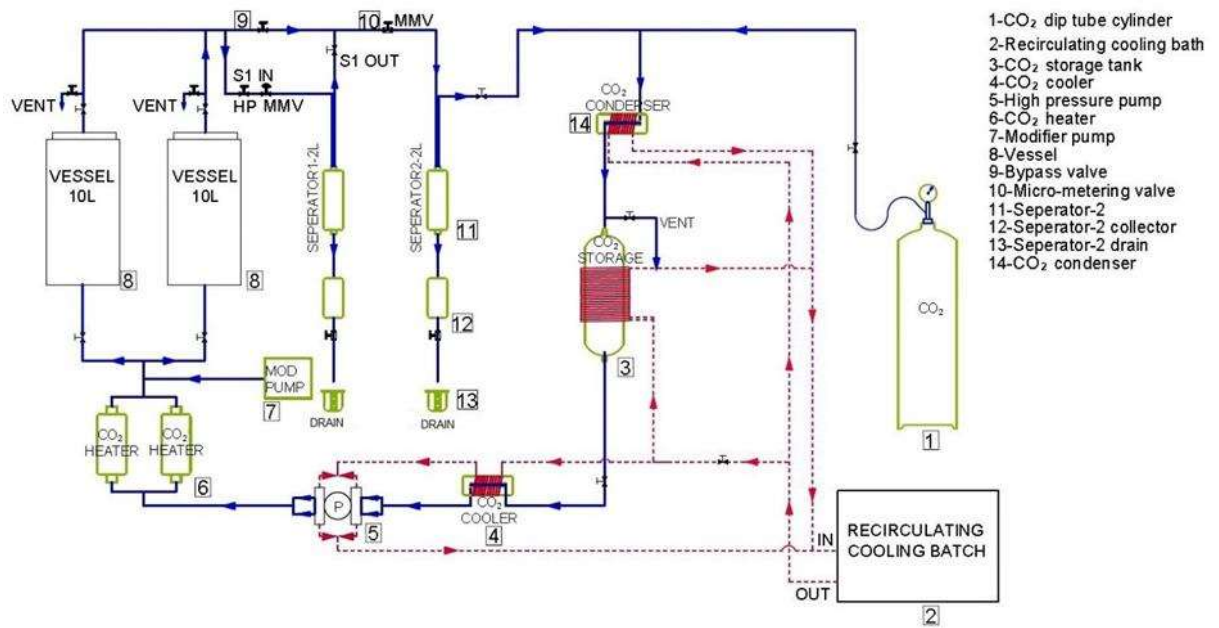 9
10
MMV
S1 OUT
S1 IN
HP
MMV
VENT
VENT
VESSEL
10L
VESSEL
10L
8
8
SEPERATOR1-2L
SEPERATOR2-2L
11
12
13
DRAIN
DRAIN
MOD
PUMP
7
CO₂
HEATER
CO₂
HEATER
6
P
5
CO₂
COOLER
4
CO₂
CONDENSER
14
VENT
CO₂
STORAGE
3
CO₂
1
IN
OUT
RECIRCULATING
COOLING BATCH
2
1-CO₂ dip tube cylinder
2-Recirculating cooling bath
3-CO₂ storage tank
4-CO₂ cooler
5-High pressure pump
6-CO₂ heater
7-Modifier pump
8-Vessel
9-Bypass valve
10-Micro-metering valve
11-Seperator-2
12-Seperator-2 collector
13-Seperator-2 drain
14-CO₂ condenser